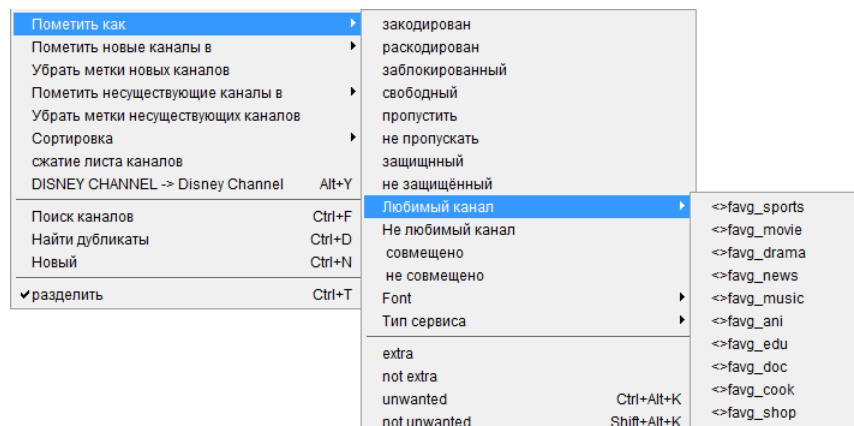 Пометить как
Пометить новые каналы в
Убрать метки новых каналов
Пометить несуществующие каналы в
Убрать метки несуществующих каналов
Сортировка
сжатие листа каналов
DISNEY CHANNEL -> Disney Channel Alt+Y
Поиск каналов Ctrl+F
Найти дубликаты Ctrl+D
Новый Ctrl+N
✔разделить Ctrl+T
закодирован
раскодирован
заблокированный
свободный
пропустить
не пропускать
защищнный
не защищённый
Любимый канал
Не любимый канал
совмещено
не совмещено
Font
Тип сервиса
extra
not extra
unwanted Ctrl+Alt+K
not unwanted Shift+Alt+K
<>favg_sports
<>favg_movie
<>favg_drama
<>favg_news
<>favg_music
<>favg_ani
<>favg_edu
<>favg_doc
<>favg_cook
<>favg_shop